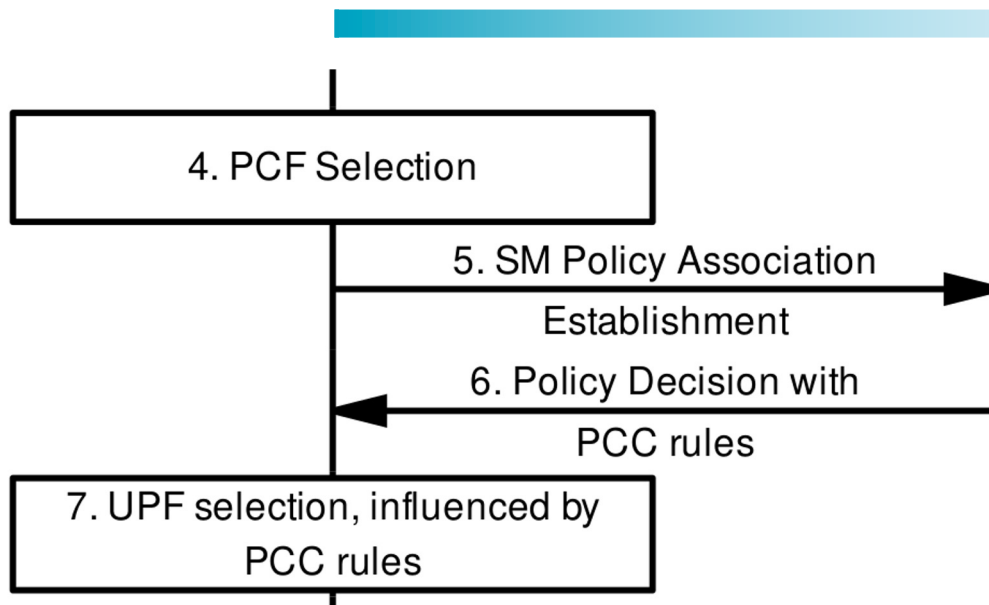 4. PCF Selection
5. SM Policy Association
Establishment
6. Policy Decision with
PCC rules
7. UPF selection, influenced by
PCC rules